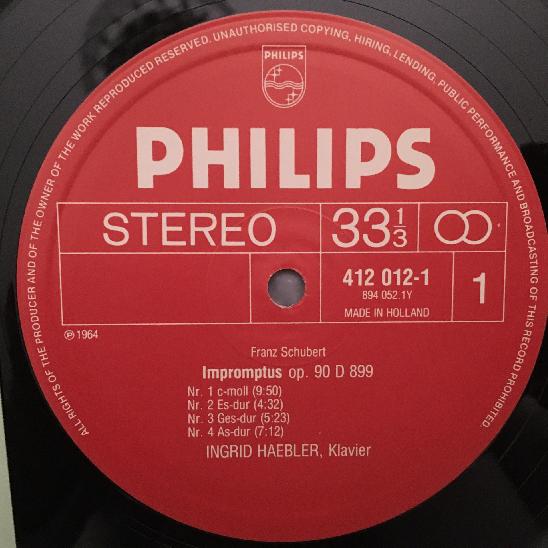 ALL RIGHTS OF THE PRODUCER AND OF THE OWNER OF THE WORK REPRODUCED RESERVED. UNAUTHORISED COPYING, HIRING, LENDING, PUBLIC PERFORMANCE AND BROADCASTING OF THIS RECORD PROHIBITED.
PHILIPS
PHILIPS
STEREO 33 1/3
412 012-1
894 052.1Y
MADE IN HOLLAND
1
℗ 1964
Franz Schubert
Impromptus op. 90 D 899
Nr. 1 c-moll (9:50)
Nr. 2 Es-dur (4:32)
Nr. 3 Ges-dur (5:23)
Nr. 4 As-dur (7:12)
INGRID HAEBLER, Klavier